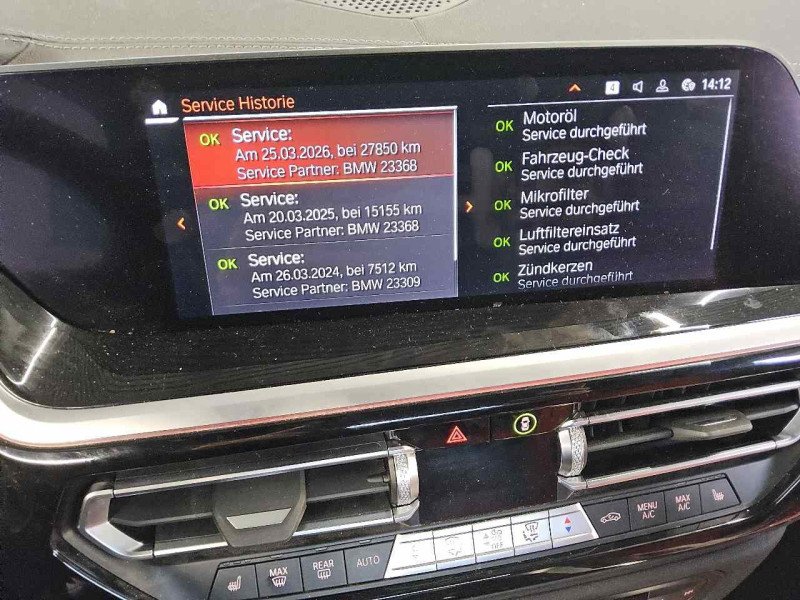 Service Historie
4
14:12
OK Service:
Am 25.03.2026, bei 27850 km
Service Partner: BMW 23368
OK Service:
Am 20.03.2025, bei 15155 km
Service Partner: BMW 23368
OK Service:
Am 26.03.2024, bei 7512 km
Service Partner: BMW 23309
OK Motoröl
Service durchgeführt
OK Fahrzeug-Check
Service durchgeführt
OK Mikrofilter
Service durchgeführt
OK Luftfiltereinsatz
Service durchgeführt
OK Zündkerzen
Service durchgeführt
MAX
REAR
AUTO
OFF
MENU
A/C
MAX
A/C